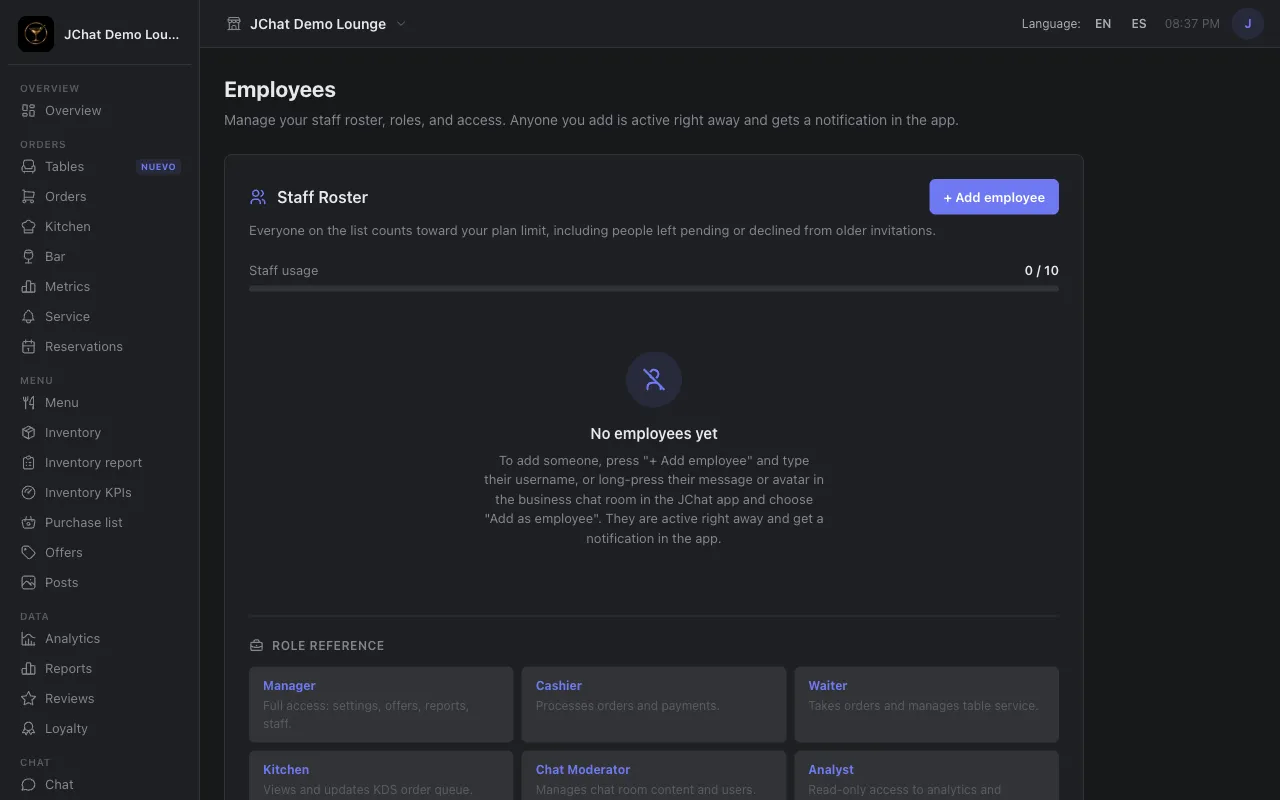 JChat Demo Lou...
JChat Demo Lounge
Language: EN ES 08:37 PM J
OVERVIEW
Overview
ORDERS
Tables NUEVO
Orders
Kitchen
Bar
Metrics
Service
Reservations
MENU
Menu
Inventory
Inventory report
Inventory KPIs
Purchase list
Offers
Posts
DATA
Analytics
Reports
Reviews
Loyalty
CHAT
Chat
Employees
Manage your staff roster, roles, and access. Anyone you add is active right away and gets a notification in the app.
Staff Roster
+ Add employee
Everyone on the list counts toward your plan limit, including people left pending or declined from older invitations.
Staff usage 0 / 10
No employees yet
To add someone, press "+ Add employee" and type
their username, or long-press their message or avatar in
the business chat room in the JChat app and choose
"Add as employee". They are active right away and get a
notification in the app.
ROLE REFERENCE
Manager
Full access: settings, offers, reports,
staff.
Cashier
Processes orders and payments.
Waiter
Takes orders and manages table service.
Kitchen
Views and updates KDS order queue.
Chat Moderator
Manages chat room content and users.
Analyst
Read-only access to analytics and